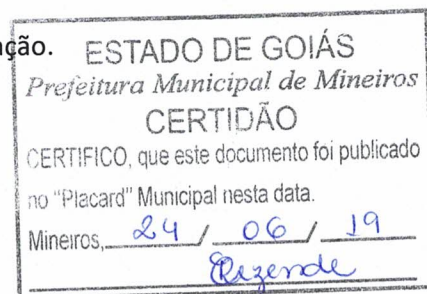 ação.
ESTADO DE GOIÁS
Prefeitura Municipal de Mineiros
CERTIDÃO
CERTIFICO, que este documento foi publicado
no "Placard" Municipal nesta data.
Mineiros, 24 / 06 / 19
Rezende